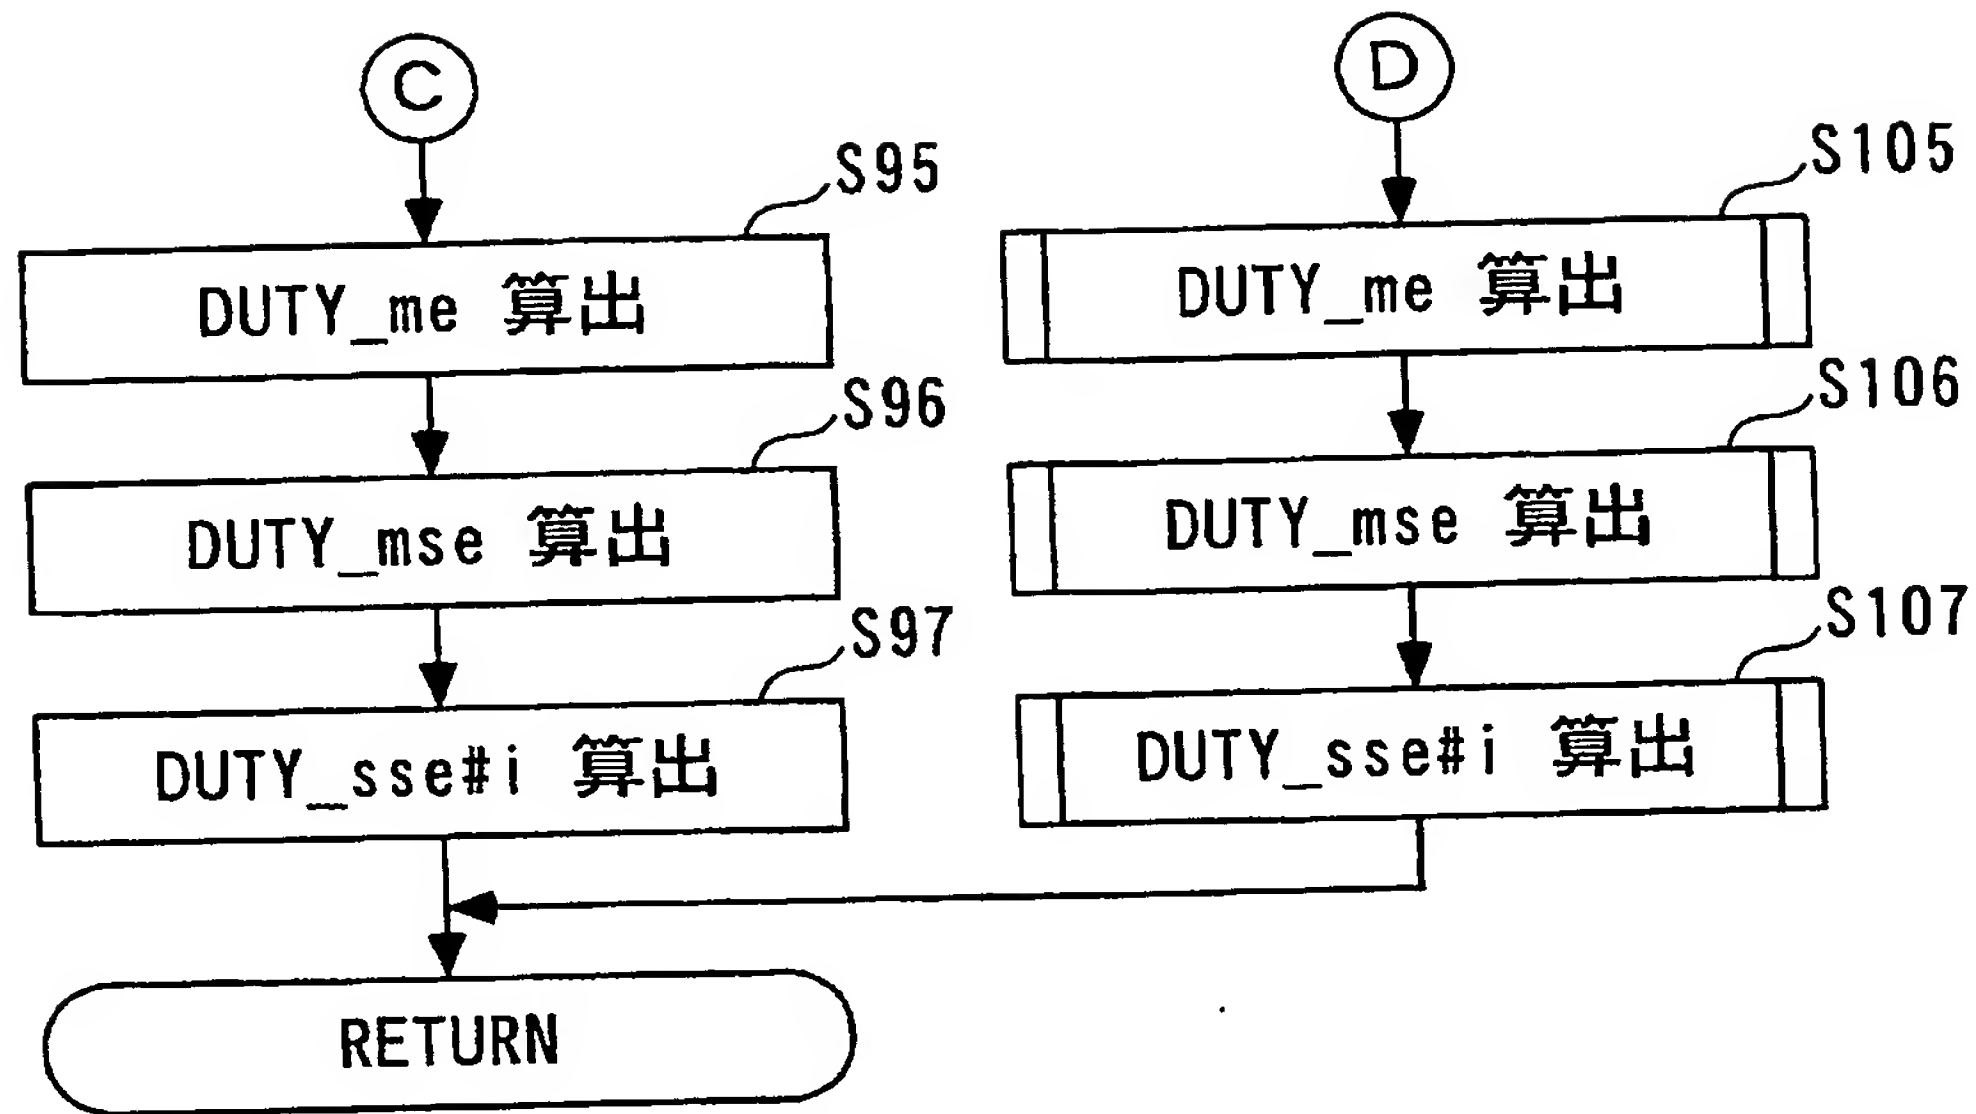 C
S95
DUTY_me 算出
S96
DUTY_mse 算出
S97
DUTY_sse#i 算出
D
S105
DUTY_me 算出
S106
DUTY_mse 算出
S107
DUTY_sse#i 算出
RETURN